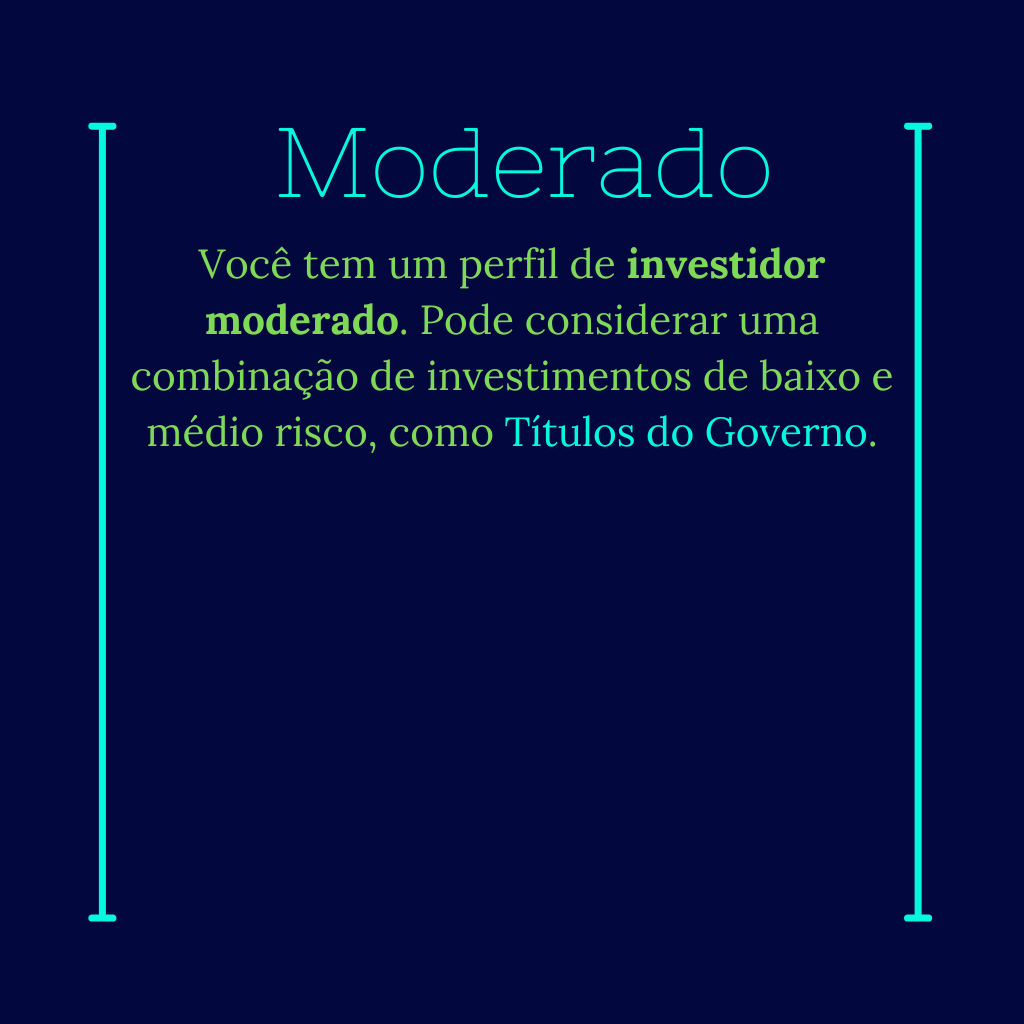 Moderado
Você tem um perfil de investidor
moderado. Pode considerar uma
combinação de investimentos de baixo e
médio risco, como Títulos do Governo.